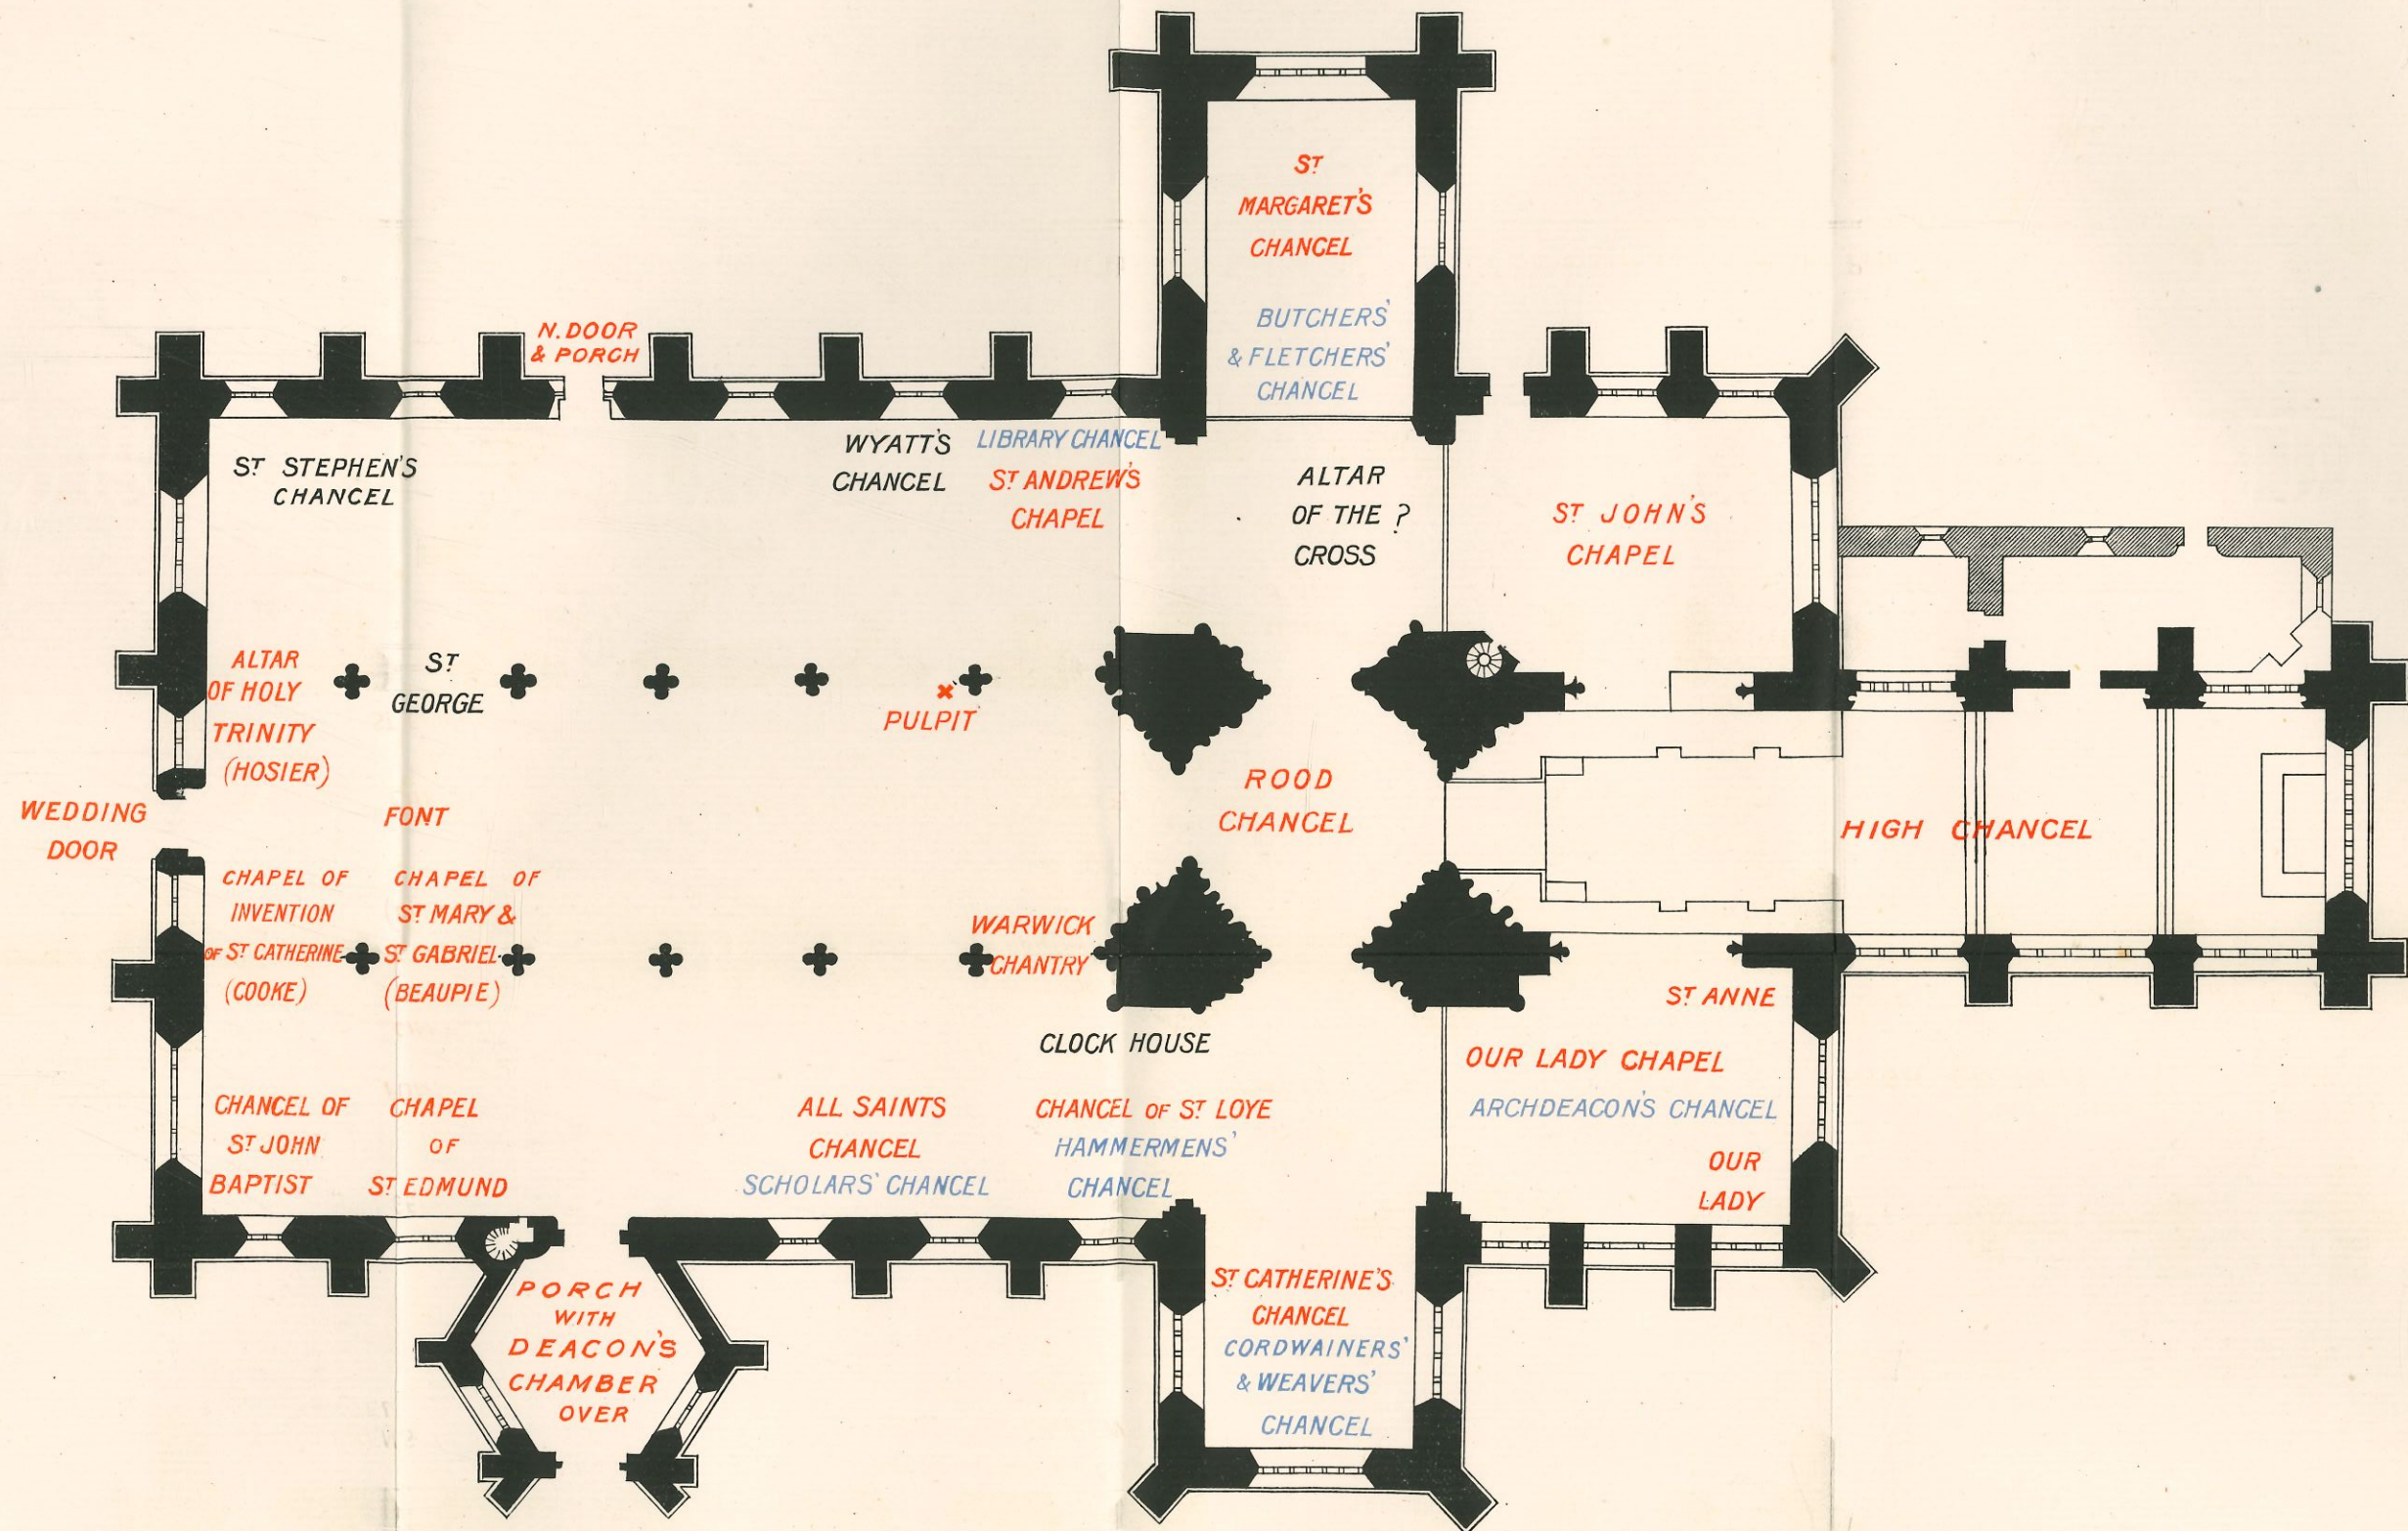 ST
MARGARET'S
CHANCEL
BUTCHERS'
& FLETCHERS'
CHANCEL
N. DOOR
& PORCH
ST STEPHEN'S
CHANCEL
WYATT'S
CHANCEL
LIBRARY CHANCEL
ST ANDREW'S
CHAPEL
ALTAR
OF THE ?
CROSS
ST JOHN'S
CHAPEL
ALTAR
OF HOLY
TRINITY
(HOSIER)
ST
GEORGE
PULPIT
ROOD
CHANCEL
HIGH CHANCEL
WEDDING
DOOR
FONT
CHAPEL OF
INVENTION
OF ST CATHERINE
(COOKE)
CHAPEL OF
ST MARY &
ST GABRIEL
(BEAUPIE)
WARWICK
CHANTRY
CLOCK HOUSE
ST ANNE
OUR LADY CHAPEL
ARCHDEACON'S CHANCEL
OUR
LADY
CHANCEL OF
ST JOHN
BAPTIST
CHAPEL
OF
ST EDMUND
ALL SAINTS
CHANCEL
SCHOLARS' CHANCEL
CHANCEL OF ST LOYE
HAMMERMENS'
CHANCEL
PORCH
WITH
DEACON'S
CHAMBER
OVER
ST CATHERINE'S
CHANCEL
CORDWAINERS'
& WEAVERS'
CHANCEL